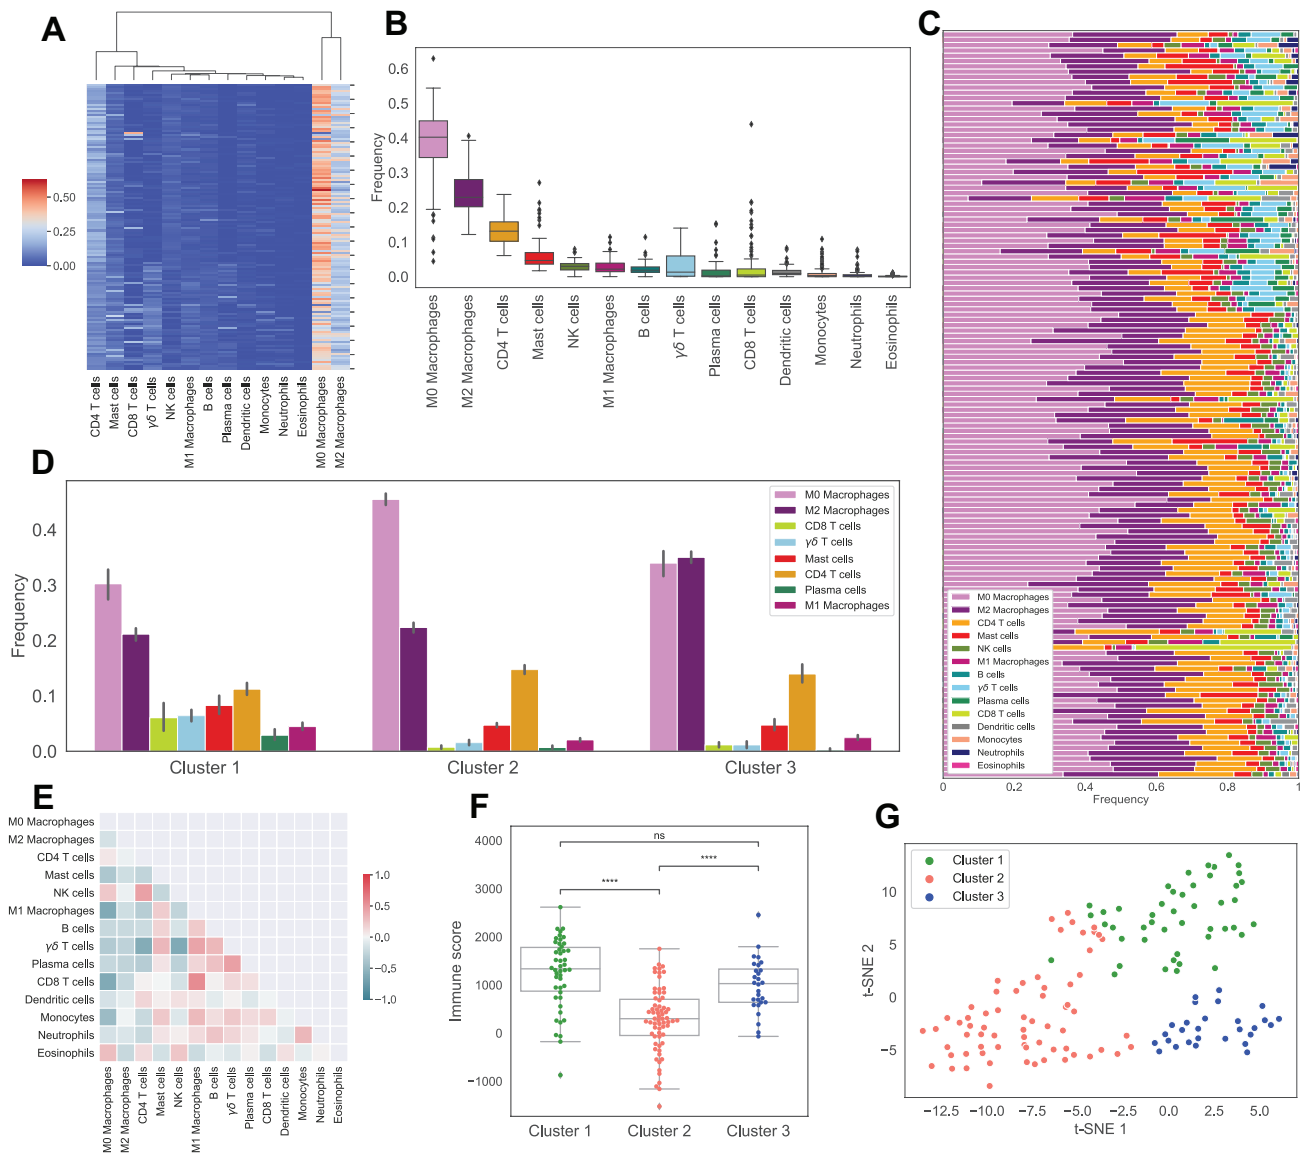 A
0.50
0.25
0.00
CD4 T cells
Mast cells
CD8 T cells
γδ T cells
NK cells
M1 Macrophages
B cells
Plasma cells
Dendritic cells
Monocytes
Neutrophils
Eosinophils
M0 Macrophages
M2 Macrophages
B
Frequency
0.6
0.5
0.4
0.3
0.2
0.1
0.0
M0 Macrophages
M2 Macrophages
CD4 T cells
Mast cells
NK cells
M1 Macrophages
B cells
γδ T cells
Plasma cells
CD8 T cells
Dendritic cells
Monocytes
Neutrophils
Eosinophils
C
M0 Macrophages
M2 Macrophages
CD4 T cells
Mast cells
NK cells
M1 Macrophages
B cells
γδ T cells
Plasma cells
CD8 T cells
Dendritic cells
Monocytes
Neutrophils
Eosinophils
0 0.2 0.4 0.6 0.8 1
Frequency
D
Frequency
0.4
0.3
0.2
0.1
0.0
M0 Macrophages
M2 Macrophages
CD8 T cells
γδ T cells
Mast cells
CD4 T cells
Plasma cells
M1 Macrophages
Cluster 1 Cluster 2 Cluster 3
E
M0 Macrophages
M2 Macrophages
CD4 T cells
Mast cells
NK cells
M1 Macrophages
B cells
γδ T cells
Plasma cells
CD8 T cells
Dendritic cells
Monocytes
Neutrophils
Eosinophils
M0 Macrophages
M2 Macrophages
CD4 T cells
Mast cells
NK cells
M1 Macrophages
B cells
γδ T cells
Plasma cells
CD8 T cells
Dendritic cells
Monocytes
Neutrophils
Eosinophils
1.0
0.5
0.0
−0.5
−1.0
F
Immune score
4000
3000
2000
1000
0
−1000
ns
****
****
Cluster 1 Cluster 2 Cluster 3
G
Cluster 1
Cluster 2
Cluster 3
t-SNE 2
10
5
0
−5
−12.5 −10.0 −7.5 −5.0 −2.5 0.0 2.5 5.0
t-SNE 1